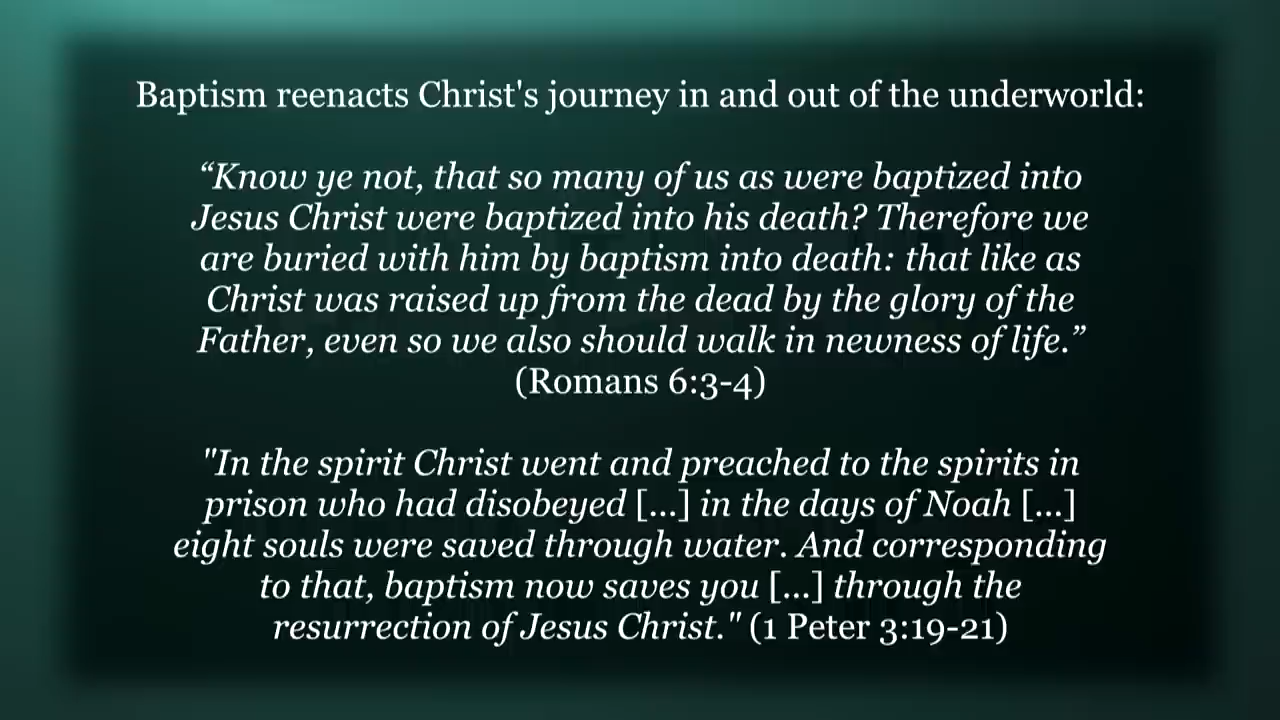 Baptism reenacts Christ's journey in and out of the underworld:
“Know ye not, that so many of us as were baptized into
Jesus Christ were baptized into his death? Therefore we
are buried with him by baptism into death: that like as
Christ was raised up from the dead by the glory of the
Father, even so we also should walk in newness of life.”
(Romans 6:3-4)
"In the spirit Christ went and preached to the spirits in
prison who had disobeyed [...] in the days of Noah [...]
eight souls were saved through water. And corresponding
to that, baptism now saves you [...] through the
resurrection of Jesus Christ." (1 Peter 3:19-21)